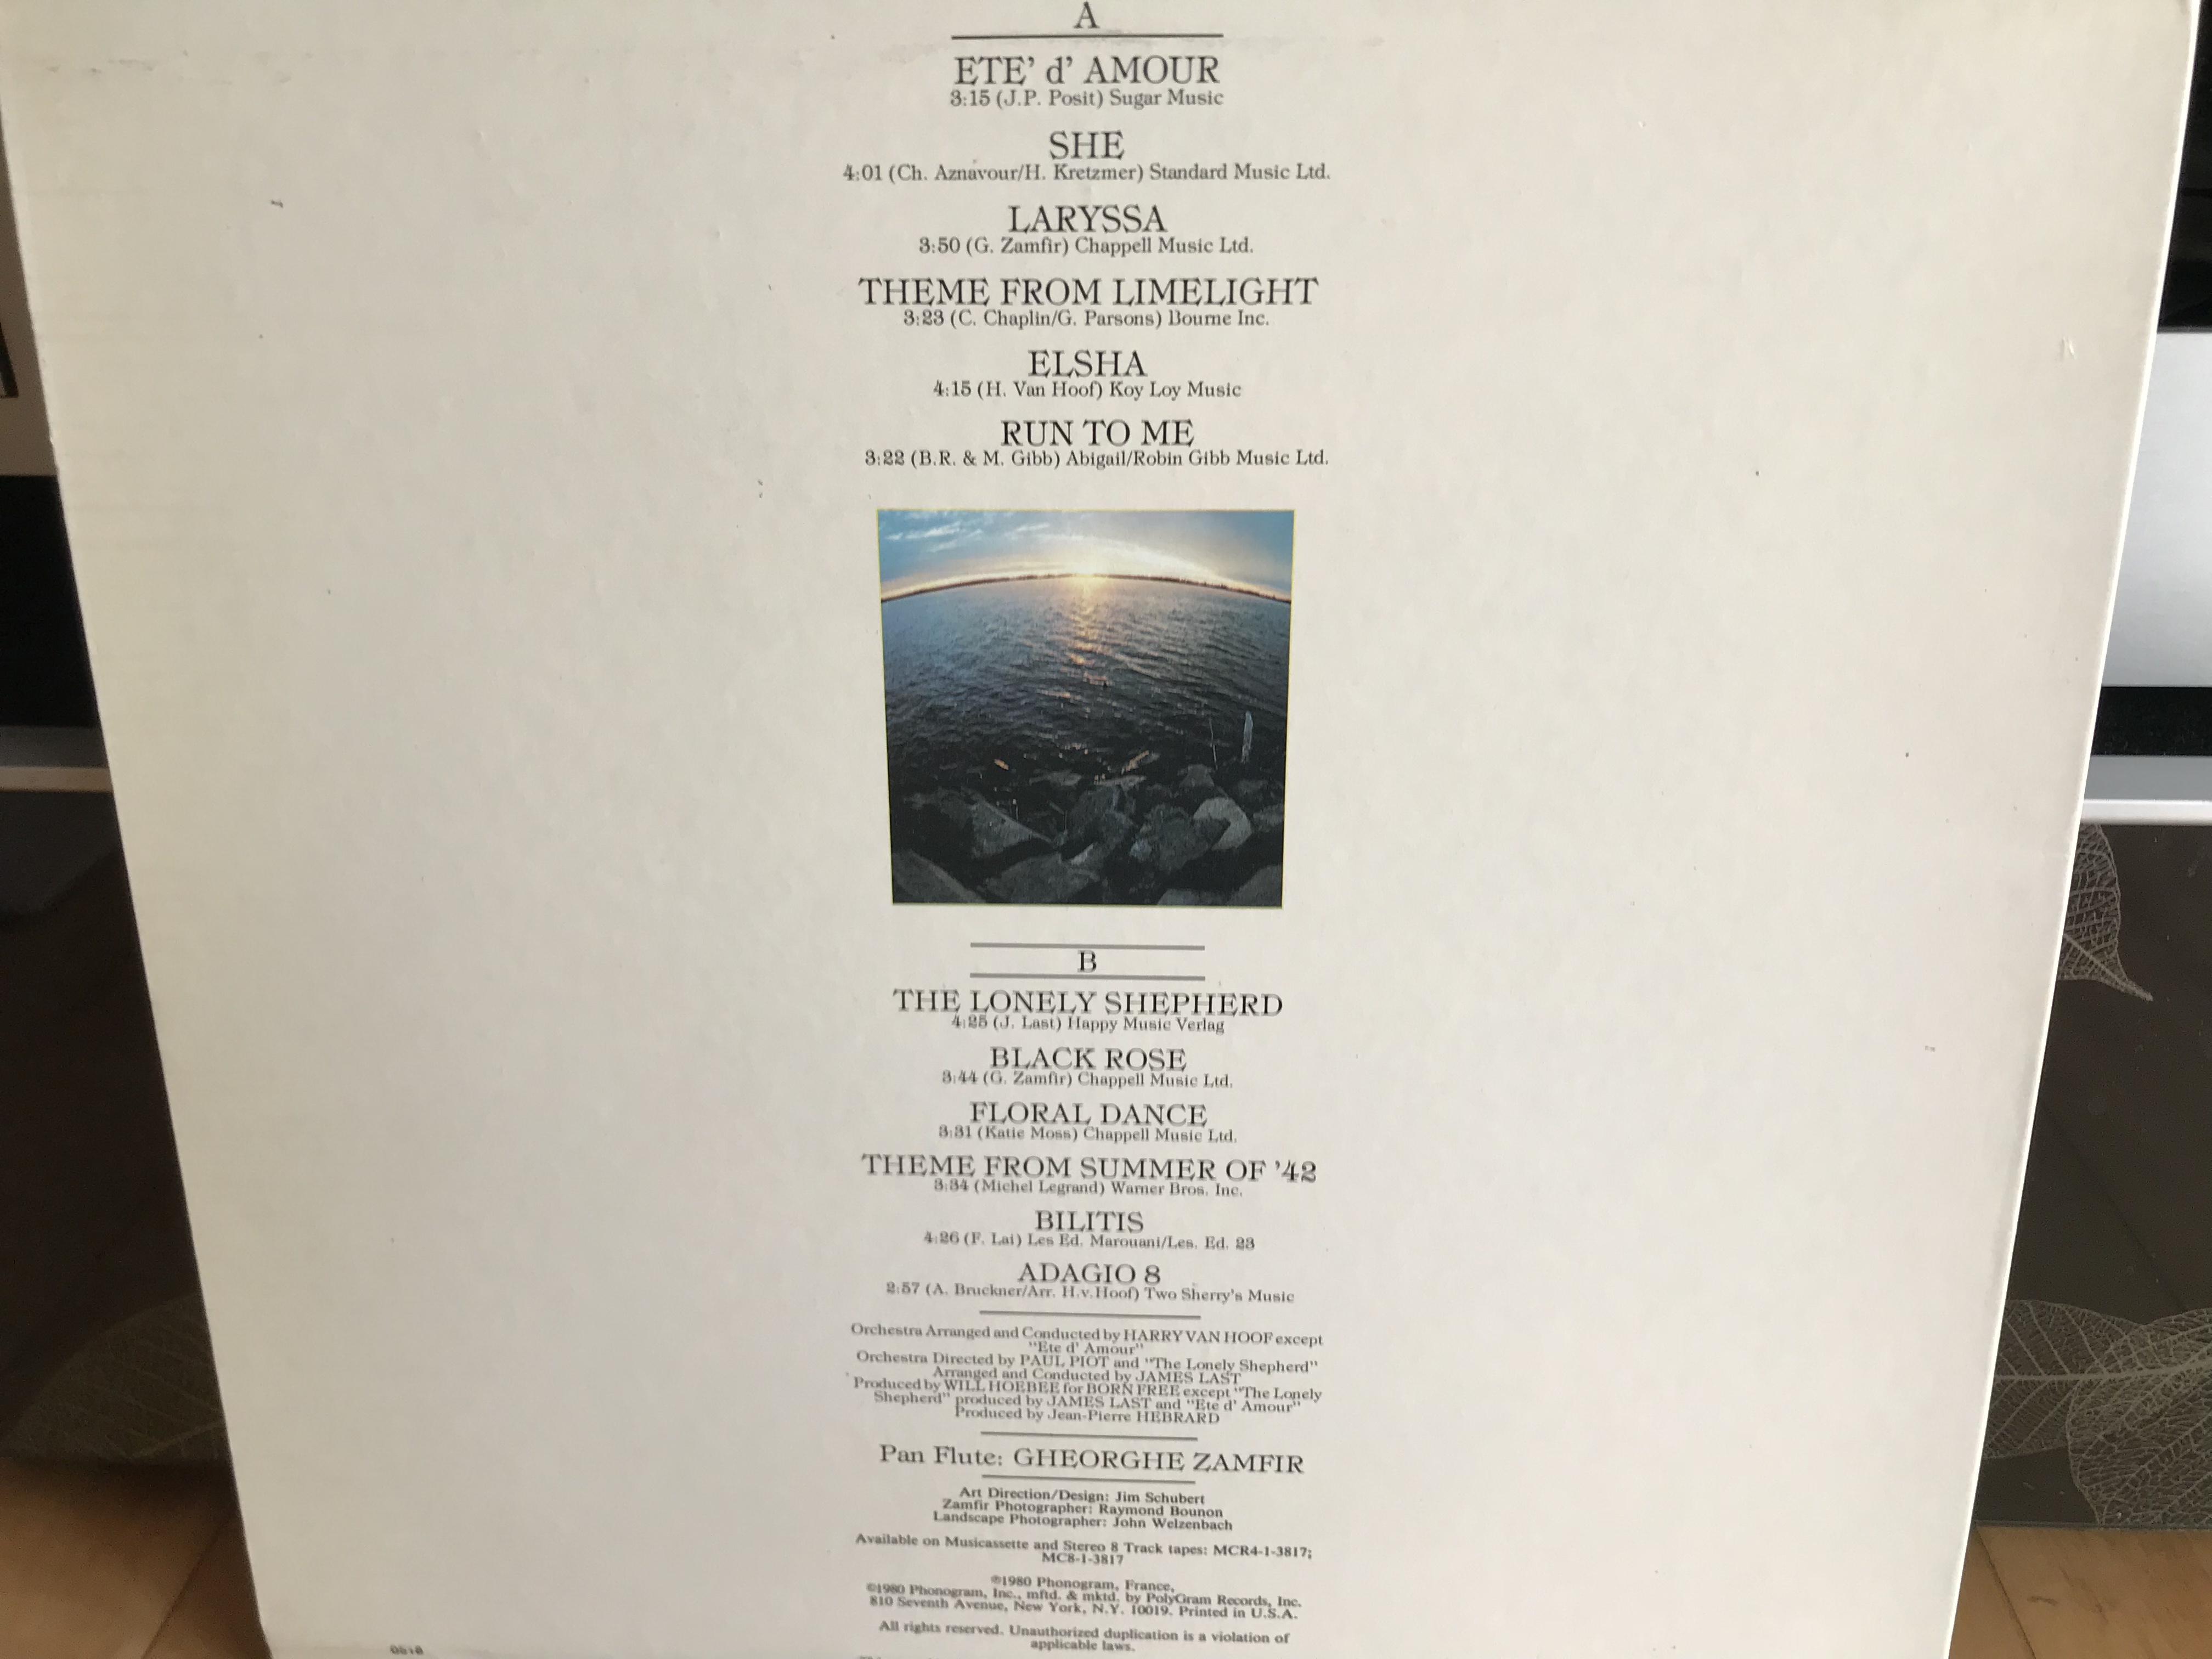 A
ETE' d' AMOUR
3:15 (J.P. Posit) Sugar Music
SHE
4:01 (Ch. Aznavour/H. Kretzmer) Standard Music Ltd.
LARYSSA
3:50 (G. Zamfir) Chappell Music Ltd.
THEME FROM LIMELIGHT
3:23 (C. Chaplin/G. Parsons) Bourne Inc.
ELSHA
4:15 (H. Van Hoof) Koy Loy Music
RUN TO ME
3:22 (B.R. & M. Gibb) Abigail/Robin Gibb Music Ltd.
B
THE LONELY SHEPHERD
4:25 (J. Last) Happy Music Verlag
BLACK ROSE
3:44 (G. Zamfir) Chappell Music Ltd.
FLORAL DANCE
3:31 (Katie Moss) Chappell Music Ltd.
THEME FROM SUMMER OF '42
3:34 (Michel Legrand) Warner Bros. Inc.
BILITIS
4:26 (F. Lai) Les Ed. Marouani/Les. Ed. 23
ADAGIO 8
2:57 (A. Bruckner/Arr. H.v.Hoof) Two Sherry's Music
Orchestra Arranged and Conducted by HARRY VAN HOOF except
"Ete d' Amour"
Orchestra Directed by PAUL PIOT and "The Lonely Shepherd"
Arranged and Conducted by JAMES LAST
Produced by WILL HOEBEE for BORN FREE except "The Lonely
Shepherd" produced by JAMES LAST and "Ete d' Amour"
Produced by Jean-Pierre HEBRARD
Pan Flute: GHEORGHE ZAMFIR
Art Direction/Design: Jim Schubert
Zamfir Photographer: Raymond Bounon
Landscape Photographer: John Welzenbach
Available on Musicassette and Stereo 8 Track tapes: MCR4-1-3817;
MC8-1-3817
℗1980 Phonogram, France,
©1980 Phonogram, Inc., mftd. & mktd. by PolyGram Records, Inc.
810 Seventh Avenue, New York, N.Y. 10019. Printed in U.S.A.
All rights reserved. Unauthorized duplication is a violation of
applicable laws.